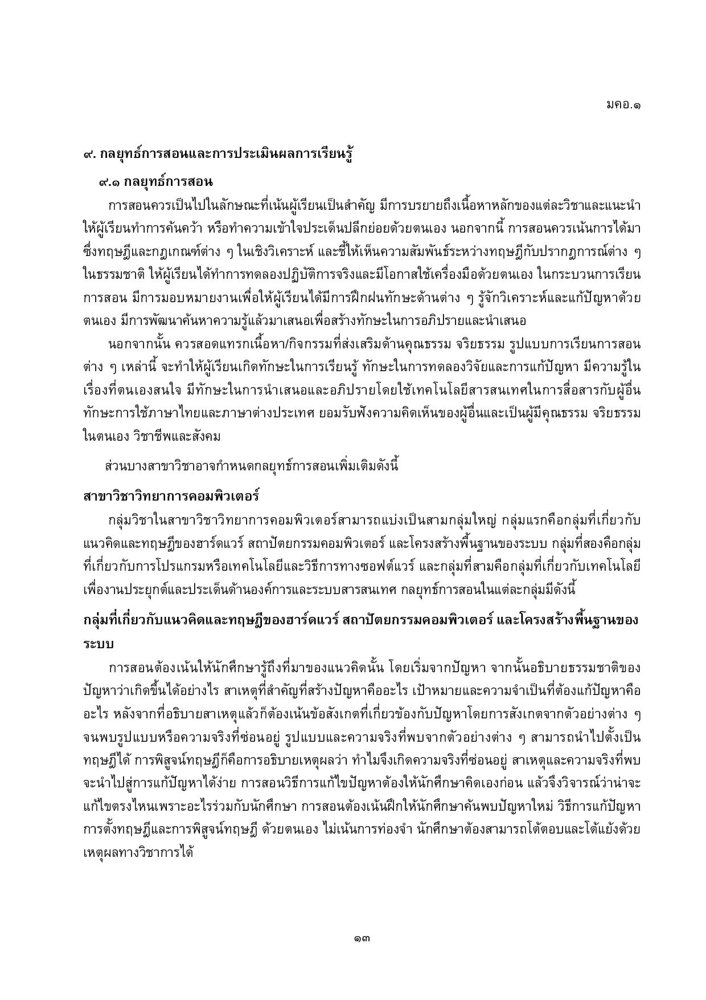 มคอ.๑
๙. กลยุทธ์การสอนและการประเมินผลการเรียนรู้
๙.๑ กลยุทธ์การสอน
การสอนควรเป็นไปในลักษณะที่เน้นผู้เรียนเป็นสำคัญ มีการบรรยายถึงเนื้อหาหลักของแต่ละวิชาและแนะนำ
ให้ผู้เรียนทำการค้นคว้า หรือทำความเข้าใจประเด็นปลีกย่อยด้วยตนเอง นอกจากนี้ การสอนควรเน้นการได้มา
ซึ่งทฤษฎีและกฎเกณฑ์ต่าง ๆ ในเชิงวิเคราะห์ และชี้ให้เห็นความสัมพันธ์ระหว่างทฤษฎีกับปรากฏการณ์ต่าง ๆ
ในธรรมชาติ ให้ผู้เรียนได้ทำการทดลองปฏิบัติการจริงและมีโอกาสใช้เครื่องมือด้วยตนเอง ในกระบวนการเรียน
การสอน มีการมอบหมายงานเพื่อให้ผู้เรียนได้มีการฝึกฝนทักษะด้านต่าง ๆ รู้จักวิเคราะห์และแก้ปัญหาด้วย
ตนเอง มีการพัฒนาค้นหาความรู้แล้วมาเสนอเพื่อสร้างทักษะในการอภิปรายและนำเสนอ
นอกจากนั้น ควรสอดแทรกเนื้อหา/กิจกรรมที่ส่งเสริมด้านคุณธรรม จริยธรรม รูปแบบการเรียนการสอน
ต่าง ๆ เหล่านี้ จะทำให้ผู้เรียนเกิดทักษะในการเรียนรู้ ทักษะในการทดลองวิจัยและการแก้ปัญหา มีความรู้ใน
เรื่องที่ตนเองสนใจ มีทักษะในการนำเสนอและอภิปรายโดยใช้เทคโนโลยีสารสนเทศในการสื่อสารกับผู้อื่น
ทักษะการใช้ภาษาไทยและภาษาต่างประเทศ ยอมรับฟังความคิดเห็นของผู้อื่นและเป็นผู้มีคุณธรรม จริยธรรม
ในตนเอง วิชาชีพและสังคม
ส่วนบางสาขาวิชาอาจกำหนดกลยุทธ์การสอนเพิ่มเติมดังนี้
สาขาวิชาวิทยาการคอมพิวเตอร์
กลุ่มวิชาในสาขาวิชาวิทยาการคอมพิวเตอร์สามารถแบ่งเป็นสามกลุ่มใหญ่ กลุ่มแรกคือกลุ่มที่เกี่ยวกับ
แนวคิดและทฤษฎีของฮาร์ดแวร์ สถาปัตยกรรมคอมพิวเตอร์ และโครงสร้างพื้นฐานของระบบ กลุ่มที่สองคือกลุ่ม
ที่เกี่ยวกับการโปรแกรมหรือเทคโนโลยีและวิธีการทางซอฟต์แวร์ และกลุ่มที่สามคือกลุ่มที่เกี่ยวกับเทคโนโลยี
เพื่องานประยุกต์และประเด็นด้านองค์การและระบบสารสนเทศ กลยุทธ์การสอนในแต่ละกลุ่มมีดังนี้
กลุ่มที่เกี่ยวกับแนวคิดและทฤษฎีของฮาร์ดแวร์ สถาปัตยกรรมคอมพิวเตอร์ และโครงสร้างพื้นฐานของ
ระบบ
การสอนต้องเน้นให้นักศึกษารู้ถึงที่มาของแนวคิดนั้น โดยเริ่มจากปัญหา จากนั้นอธิบายธรรมชาติของ
ปัญหาว่าเกิดขึ้นได้อย่างไร สาเหตุที่สำคัญที่สร้างปัญหาคืออะไร เป้าหมายและความจำเป็นที่ต้องแก้ปัญหาคือ
อะไร หลังจากที่อธิบายสาเหตุแล้วก็ต้องเน้นข้อสังเกตที่เกี่ยวข้องกับปัญหาโดยการสังเกตจากตัวอย่างต่าง ๆ
จนพบรูปแบบหรือความจริงที่ซ่อนอยู่ รูปแบบและความจริงที่พบจากตัวอย่างต่าง ๆ สามารถนำไปตั้งเป็น
ทฤษฎีได้ การพิสูจน์ทฤษฎีก็คือการอธิบายเหตุผลว่า ทำไมจึงเกิดความจริงที่ซ่อนอยู่ สาเหตุและความจริงที่พบ
จะนำไปสู่การแก้ปัญหาได้ง่าย การสอนวิธีการแก้ไขปัญหาต้องให้นักศึกษาคิดเองก่อน แล้วจึงวิจารณ์ว่าน่าจะ
แก้ไขตรงไหนเพราะอะไรร่วมกับนักศึกษา การสอนต้องเน้นฝึกให้นักศึกษาค้นพบปัญหาใหม่ วิธีการแก้ปัญหา
การตั้งทฤษฎีและการพิสูจน์ทฤษฎี ด้วยตนเอง ไม่เน้นการท่องจำ นักศึกษาต้องสามารถโต้ตอบและโต้แย้งด้วย
เหตุผลทางวิชาการได้
๑๓